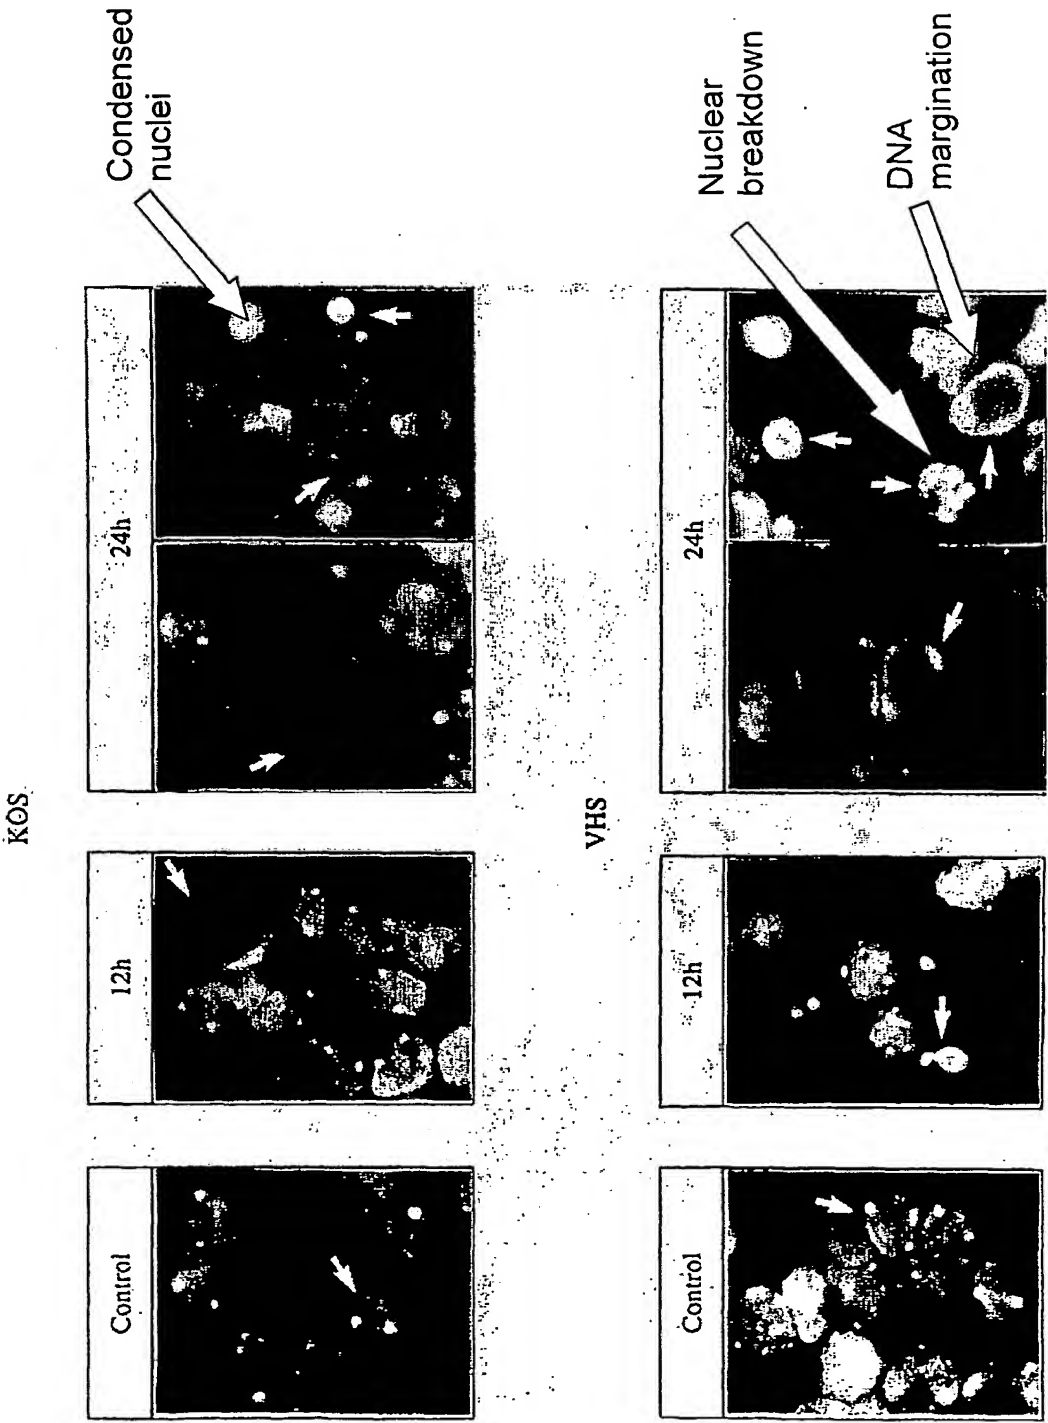 KOS
Control
12h
24h
Condensed
nuclei
VHS
Control
12h
24h
Nuclear
breakdown
DNA
margination